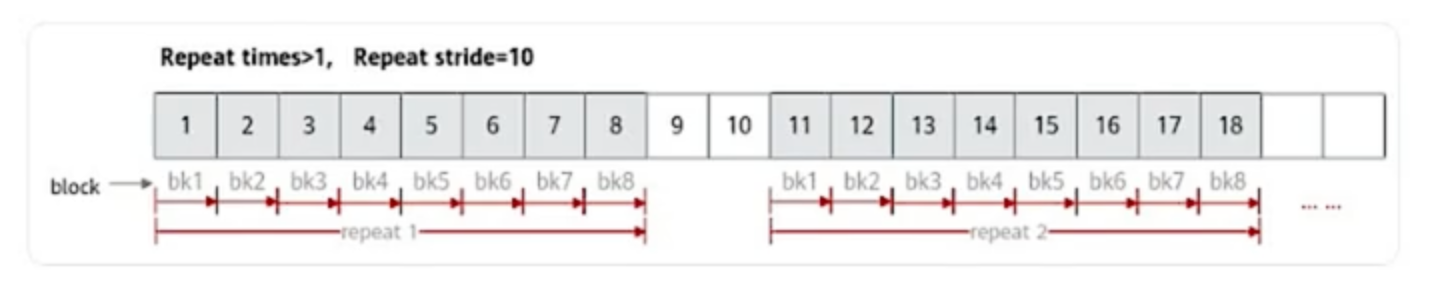 Repeat times>1, Repeat stride=10
1 2 3 4 5 6 7 8 9 10 11 12 13 14 15 16 17 18
block bk1 bk2 bk3 bk4 bk5 bk6 bk7 bk8 bk1 bk2 bk3 bk4 bk5 bk6 bk7 bk8
... ...
repeat 1 repeat 2